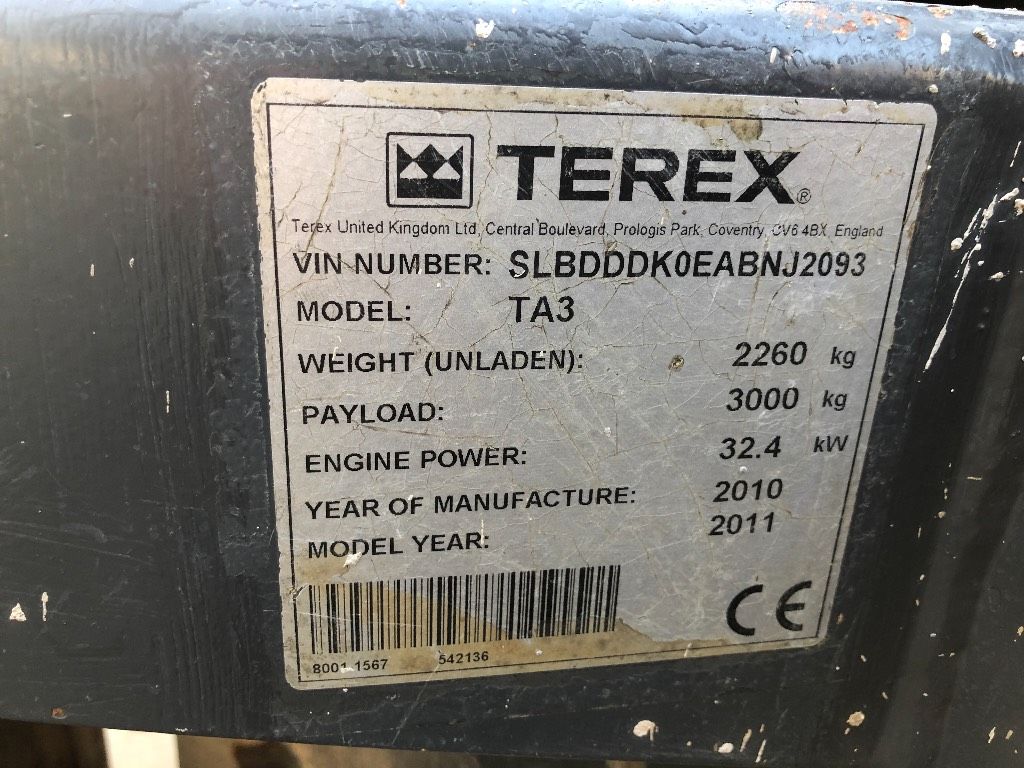 TEREX®
Terex United Kingdom Ltd, Central Boulevard, Prologis Park, Coventry, CV6 4BX, England
VIN NUMBER: SLBDDDK0EABNJ2093
MODEL: TA3
WEIGHT (UNLADEN): 2260 kg
PAYLOAD: 3000 kg
ENGINE POWER: 32.4 kW
YEAR OF MANUFACTURE: 2010
MODEL YEAR: 2011
CE
8001 1567 542136